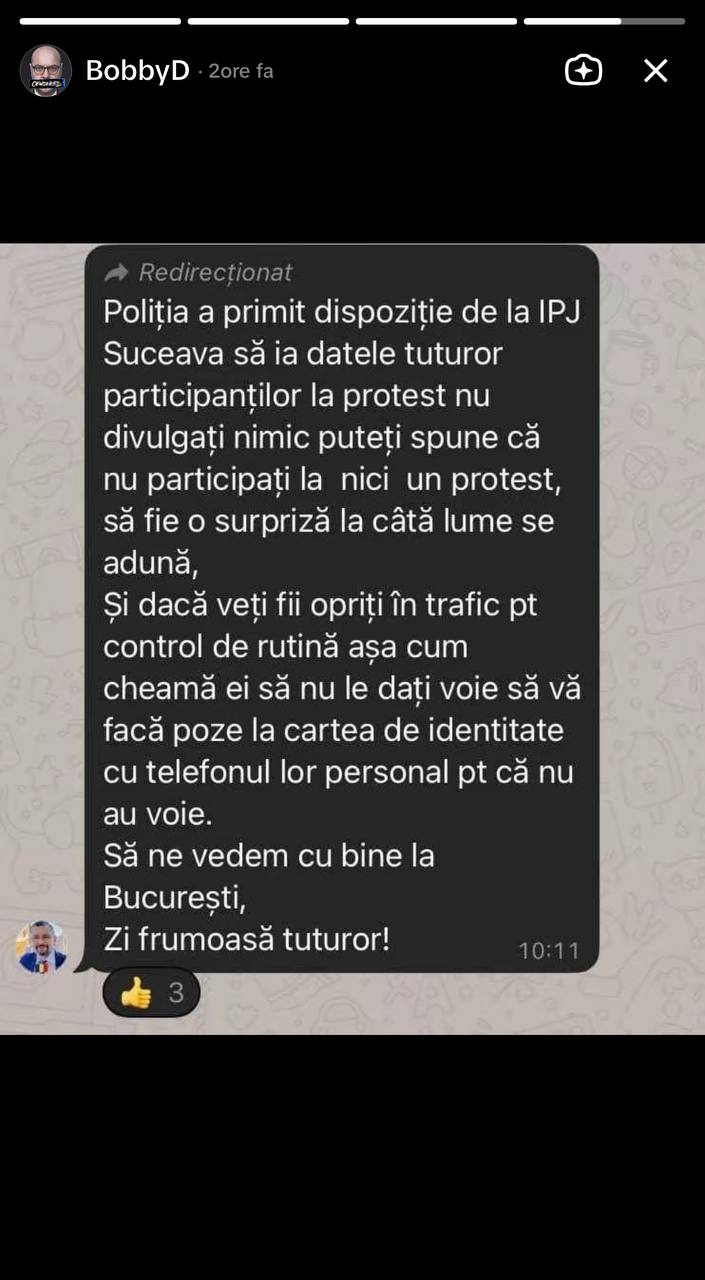 BobbyD · 2ore fa
Redirecționat
Poliția a primit dispoziție de la IPJ
Suceava să ia datele tuturor
participanților la protest nu
divulgați nimic puteți spune că
nu participați la  nici  un protest,
să fie o surpriză la câtă lume se
adună,
Și dacă veți fii opriți în trafic pt
control de rutină așa cum
cheamă ei să nu le dați voie să vă
facă poze la cartea de identitate
cu telefonul lor personal pt că nu
au voie.
Să ne vedem cu bine la
București,
Zi frumoasă tuturor!
10:11
👍 3